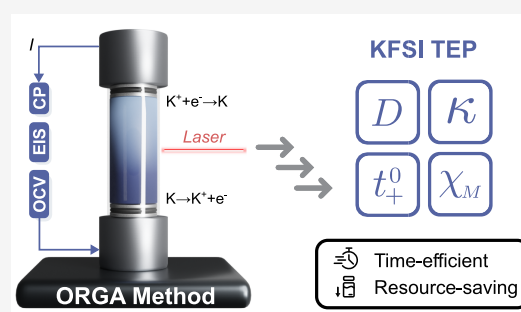 I
CP
EIS
OCV
K⁺+e⁻→K
Laser
K→K⁺+e⁻
ORGA Method
KFSI TEP
D
κ
t₊⁰
χ_M
Time-efficient
Resource-saving